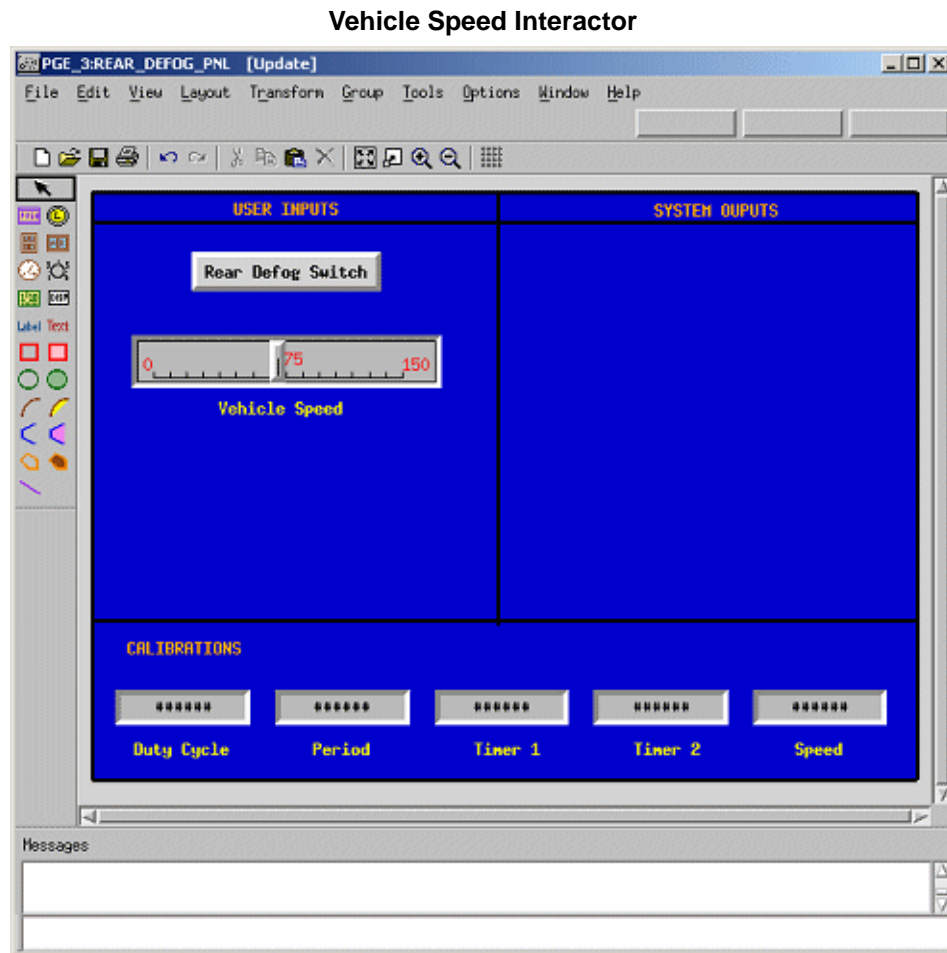 Vehicle Speed Interactor
PGE_3:REAR_DEFOG_PNL [Update]
File Edit View Layout Transform Group Tools Options Window Help
Label Text
USER INPUTS
SYSTEM OUPUTS
Rear Defog Switch
0 75 150
Vehicle Speed
CALIBRATIONS
###### ###### ###### ###### ######
Duty Cycle Period Timer 1 Timer 2 Speed
Messages